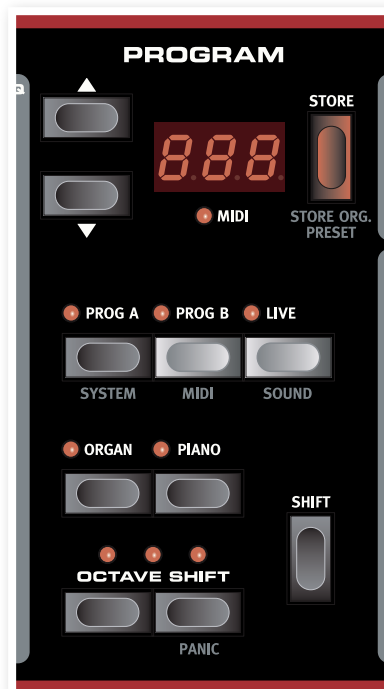 Q
PROGRAM
STORE
888
MIDI
STORE ORG.
PRESET
PROG A
PROG B
LIVE
SYSTEM
MIDI
SOUND
ORGAN
PIANO
SHIFT
OCTAVE SHIFT
PANIC